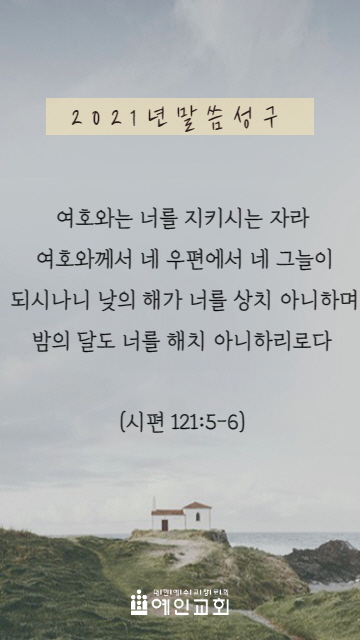 2021년말씀성구
여호와는 너를 지키시는 자라
여호와께서 네 우편에서 네 그늘이
되시나니 낮의 해가 너를 상치 아니하며
밤의 달도 너를 해치 아니하리로다
(시편 121:5-6)
예인교회